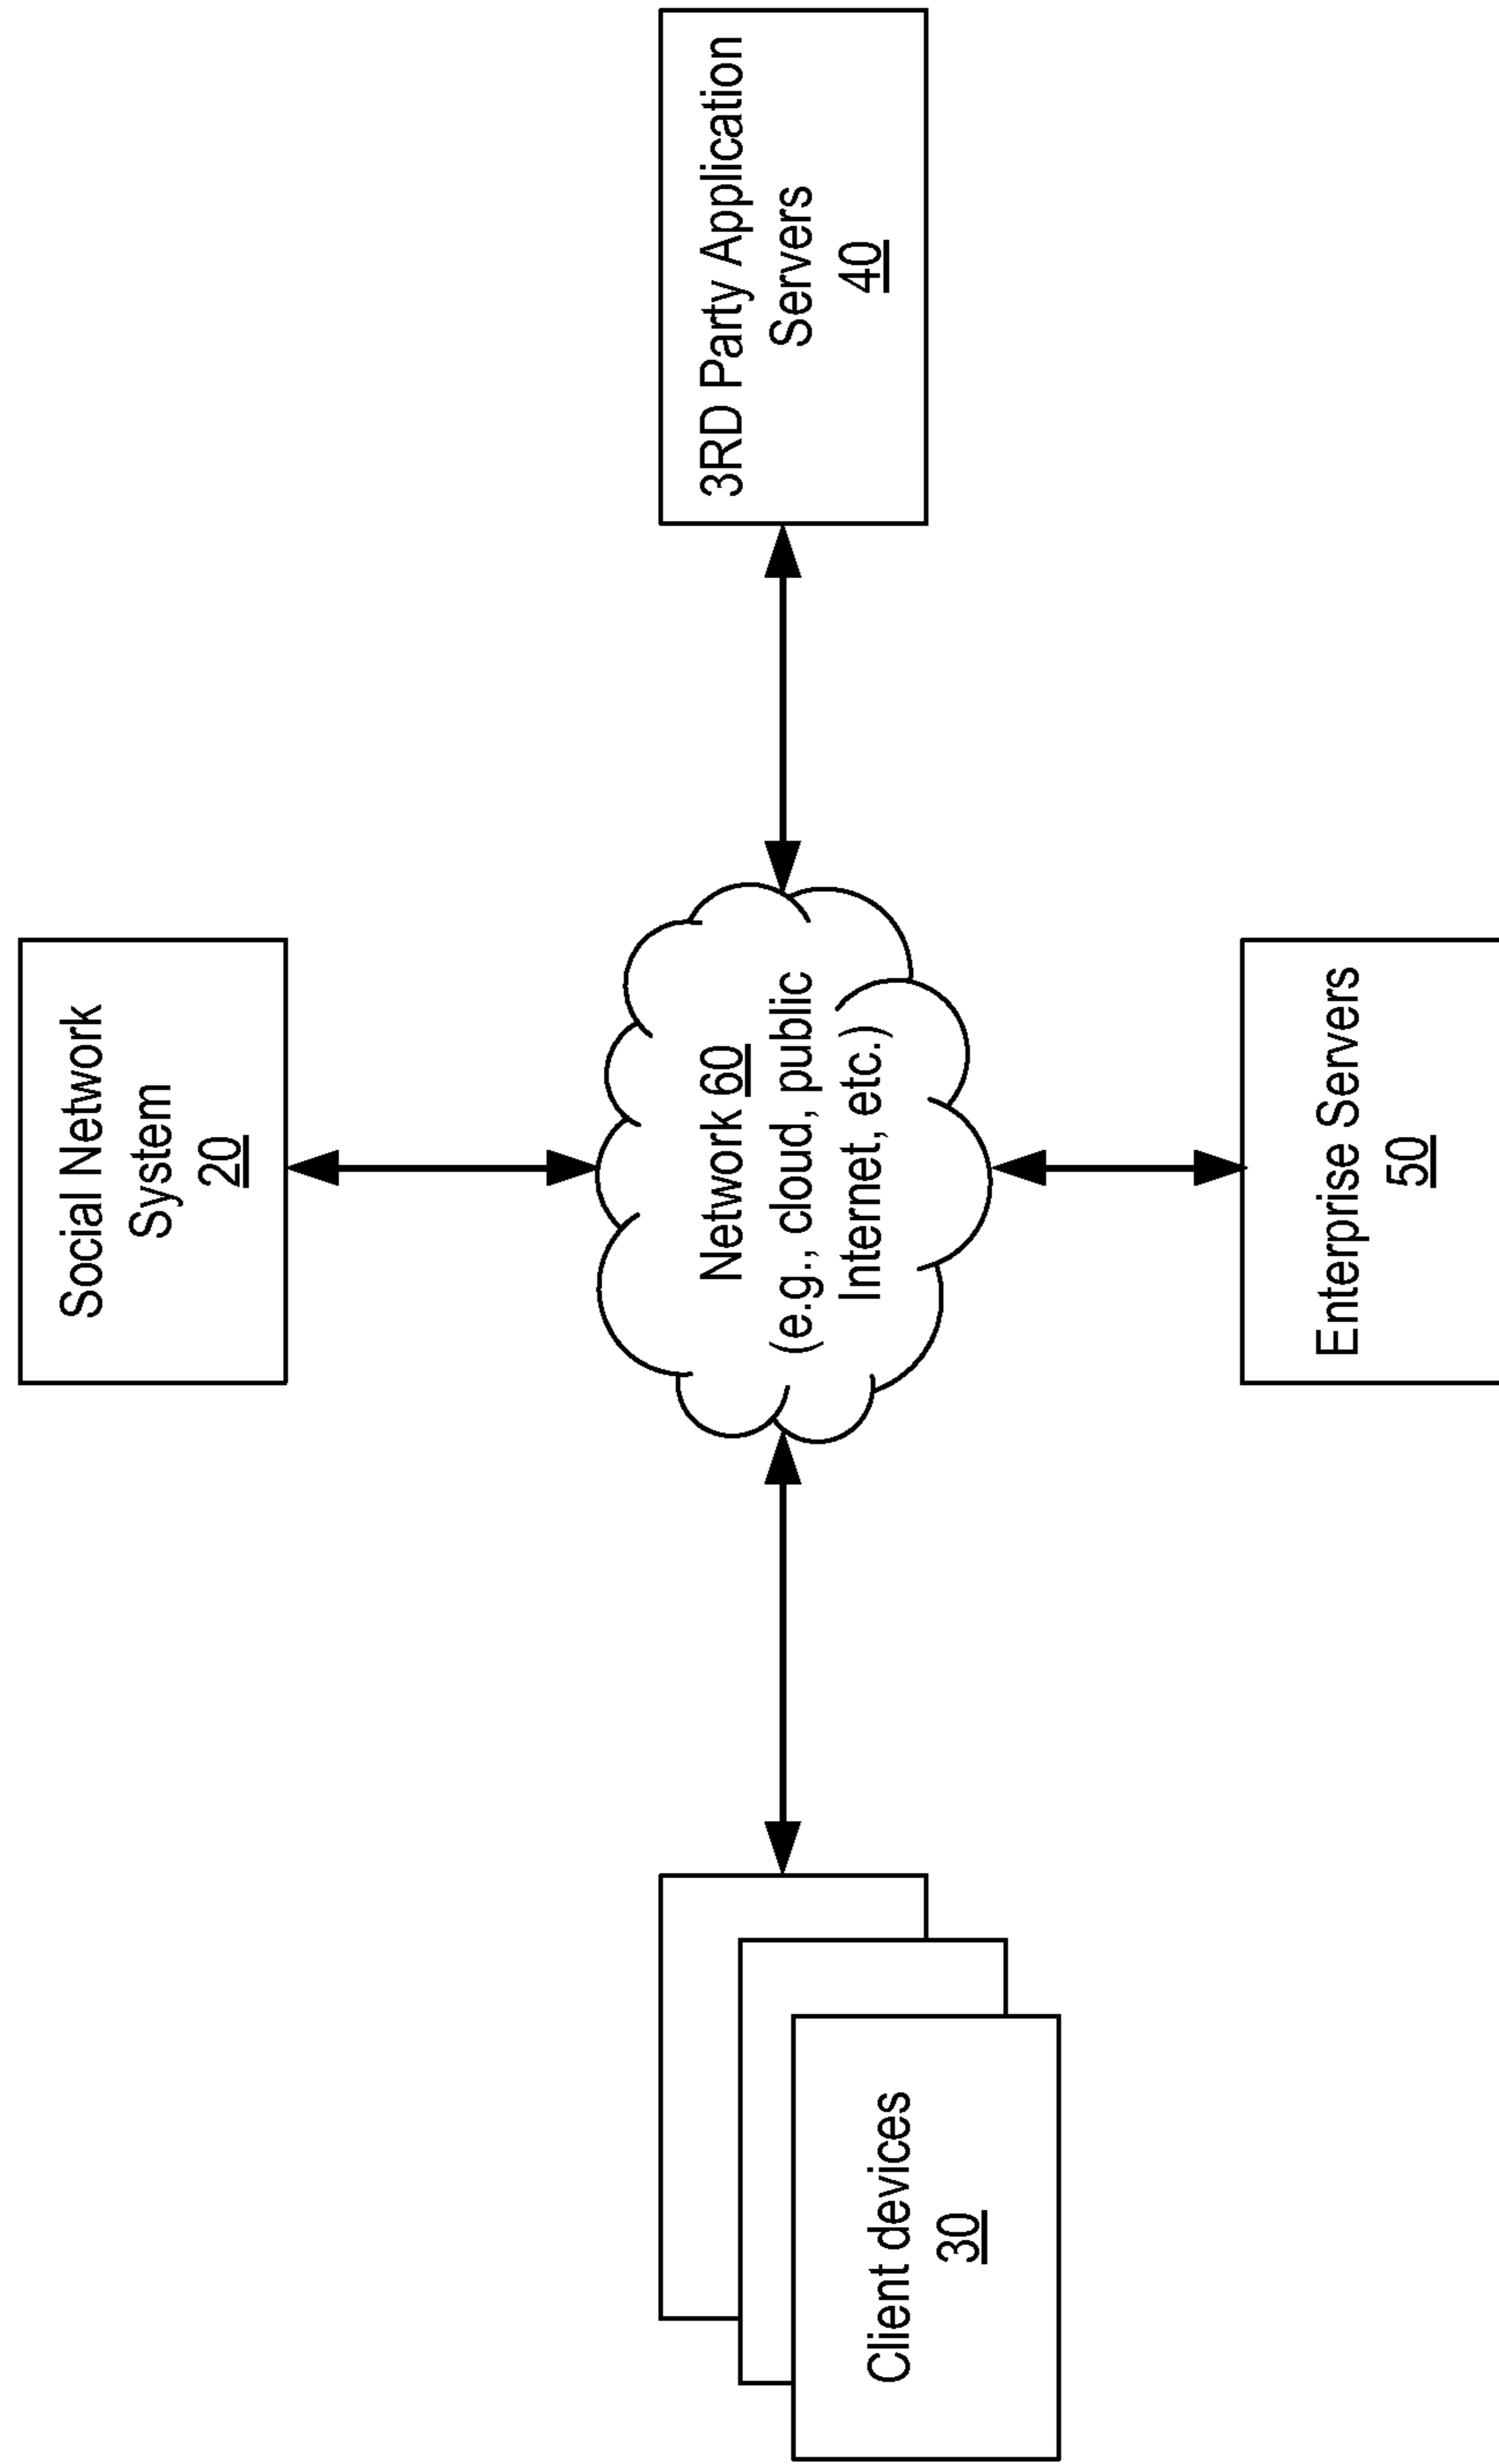 Social Network
System
20
Client devices
30
Network 60
(e.g., cloud, public
Internet, etc.)
3RD Party Application
Servers
40
Enterprise Servers
50